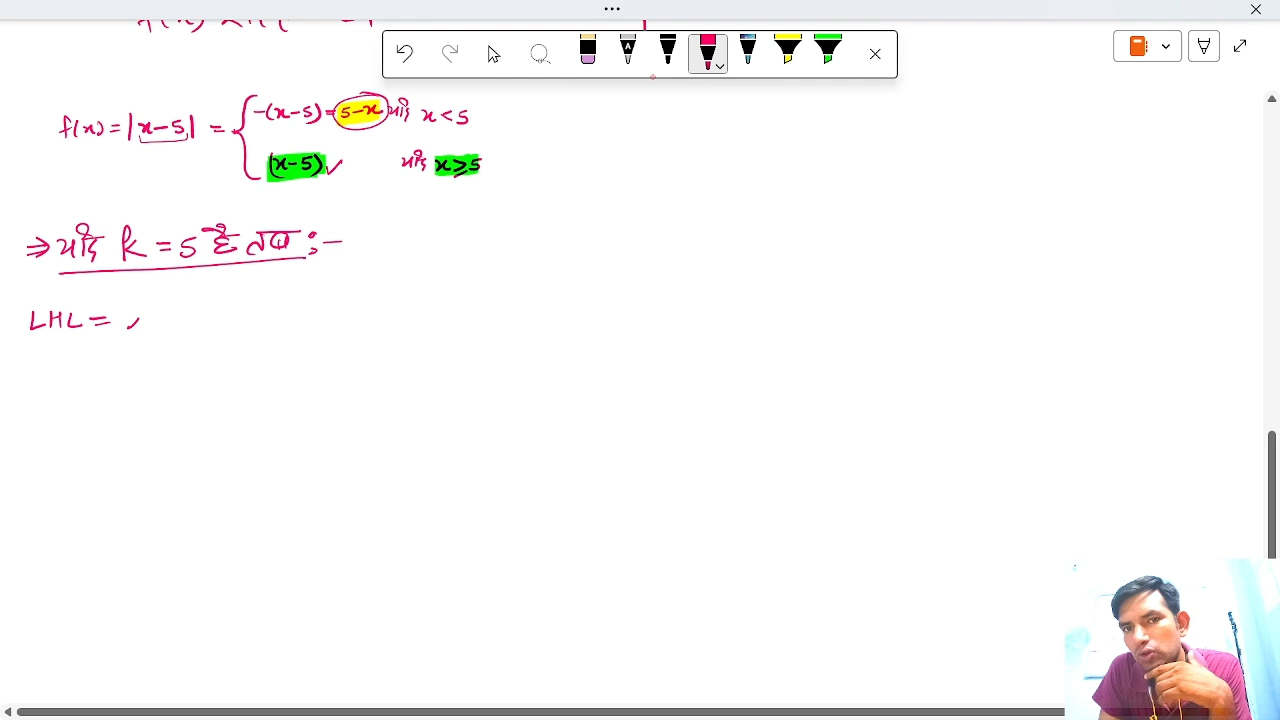 f(x) = |x-5| = { -(x-5) = 5-x यदि x < 5
(x-5) ✓ यदि x ≥ 5
⇒ यदि k = 5 है तब :-
LHL =